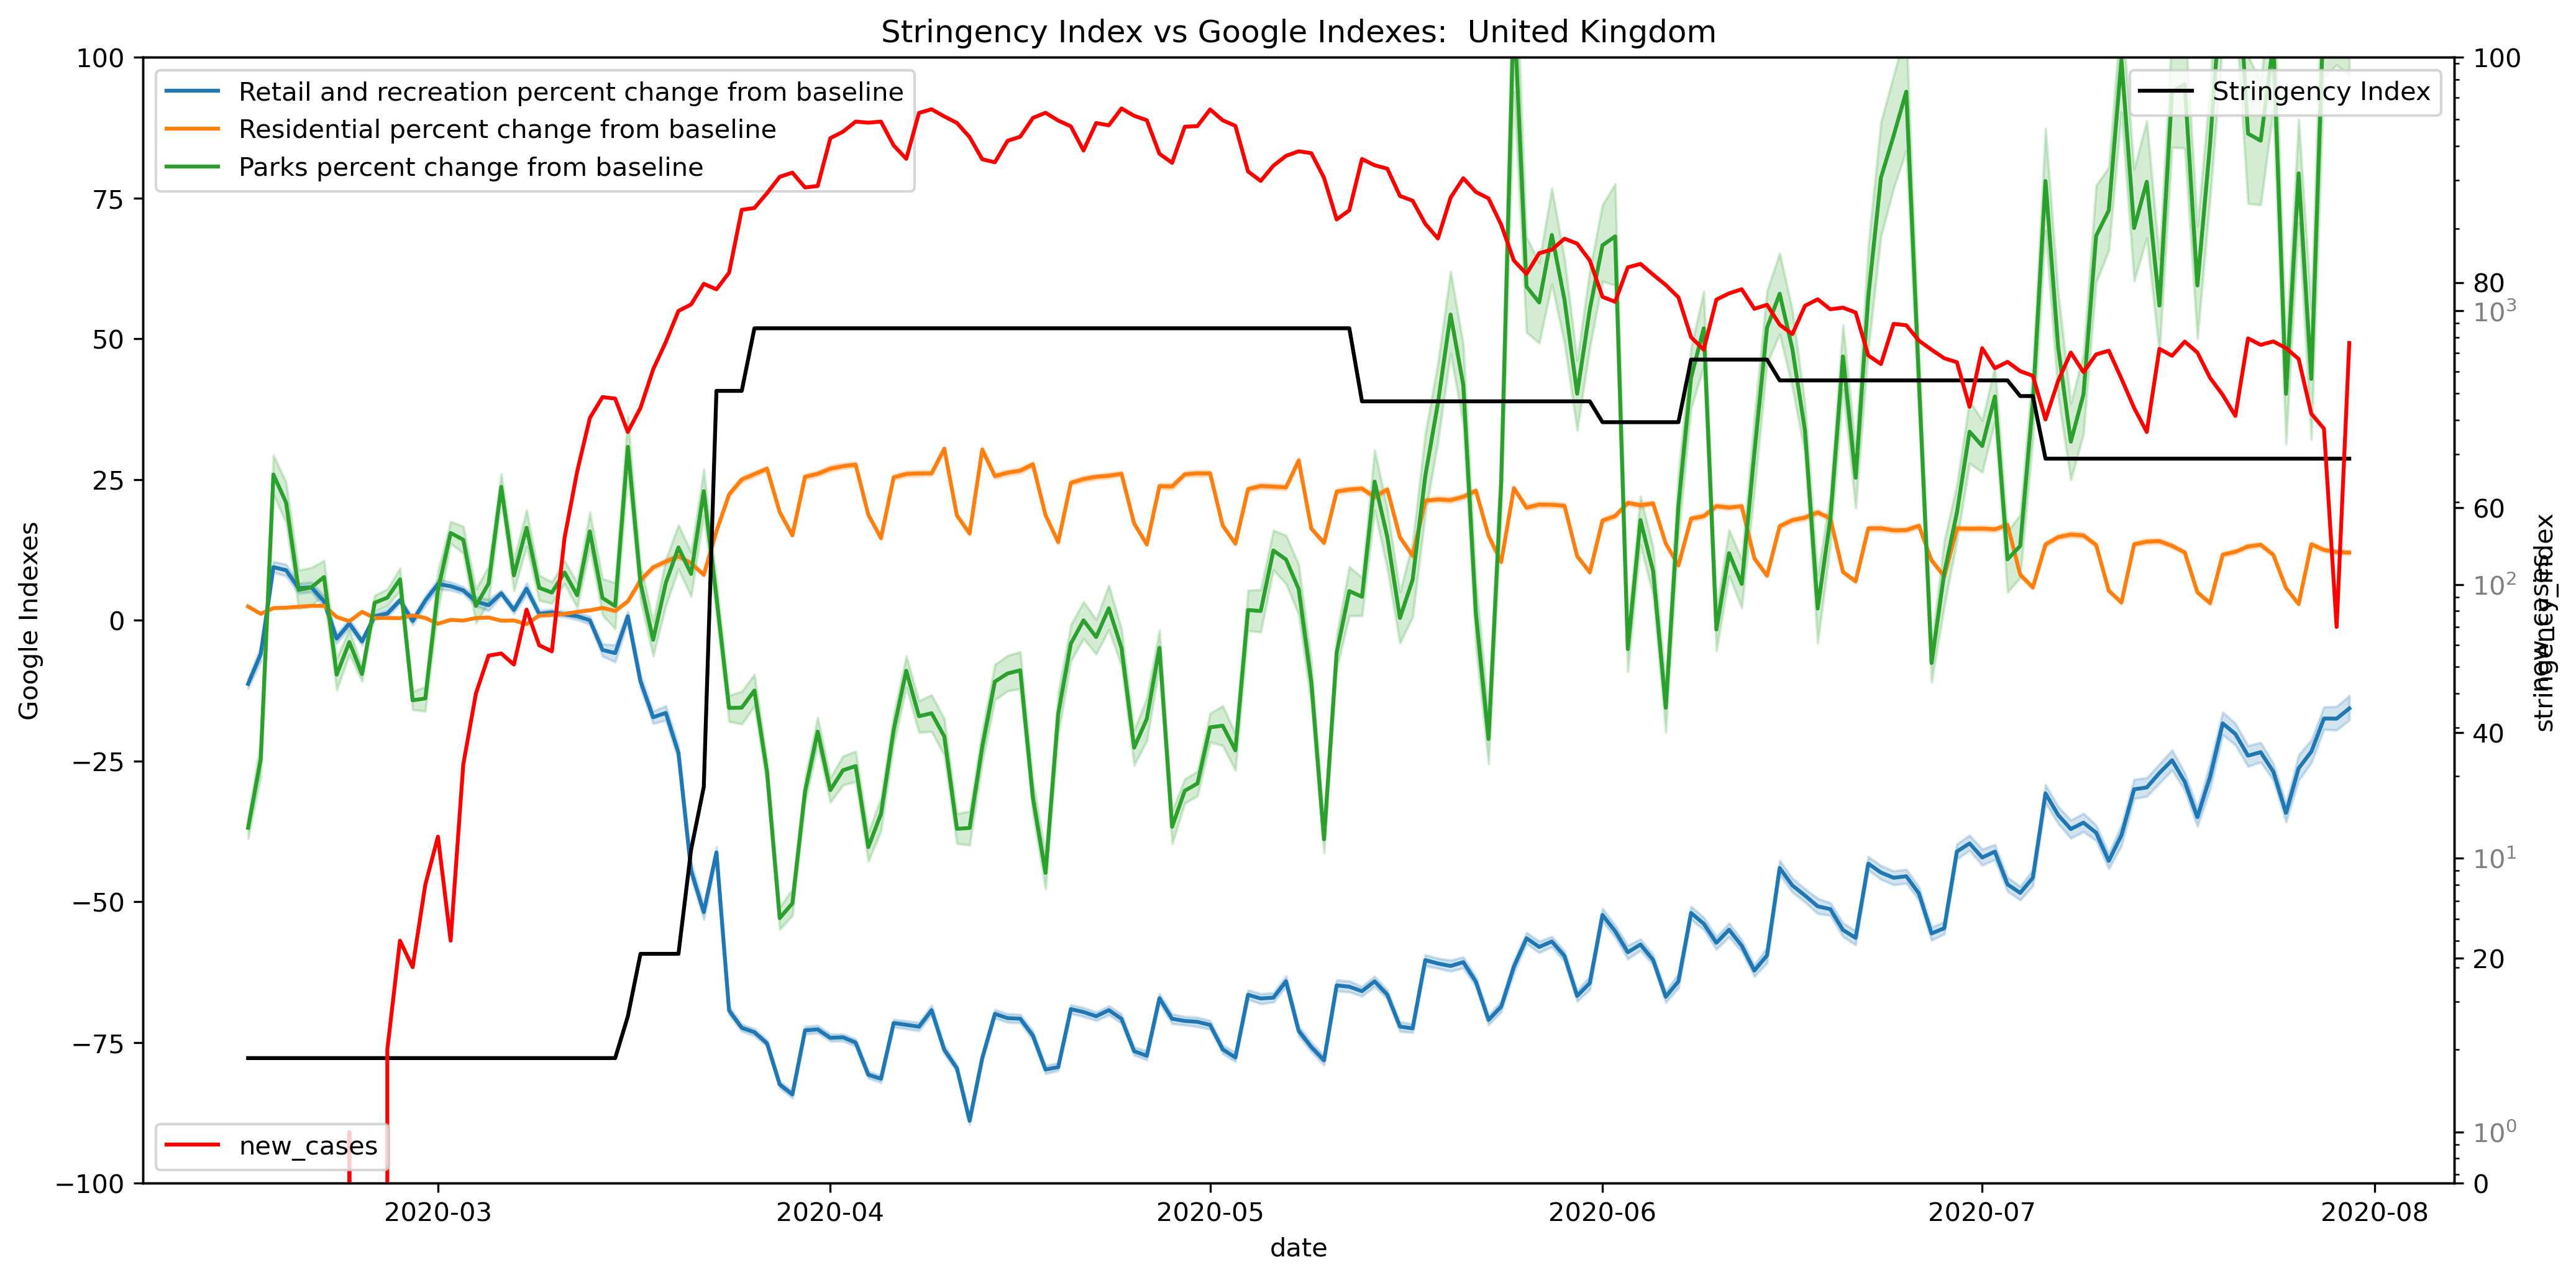 Stringency Index vs Google Indexes:  United Kingdom
Retail and recreation percent change from baseline
Residential percent change from baseline
Parks percent change from baseline
Stringency Index
new_cases
Google Indexes
100
75
50
25
0
−25
−50
−75
−100
100
80
10³
60
10²
40
10¹
20
10⁰
0
new_cases
stringency_index
2020-03
2020-04
2020-05
2020-06
2020-07
2020-08
date